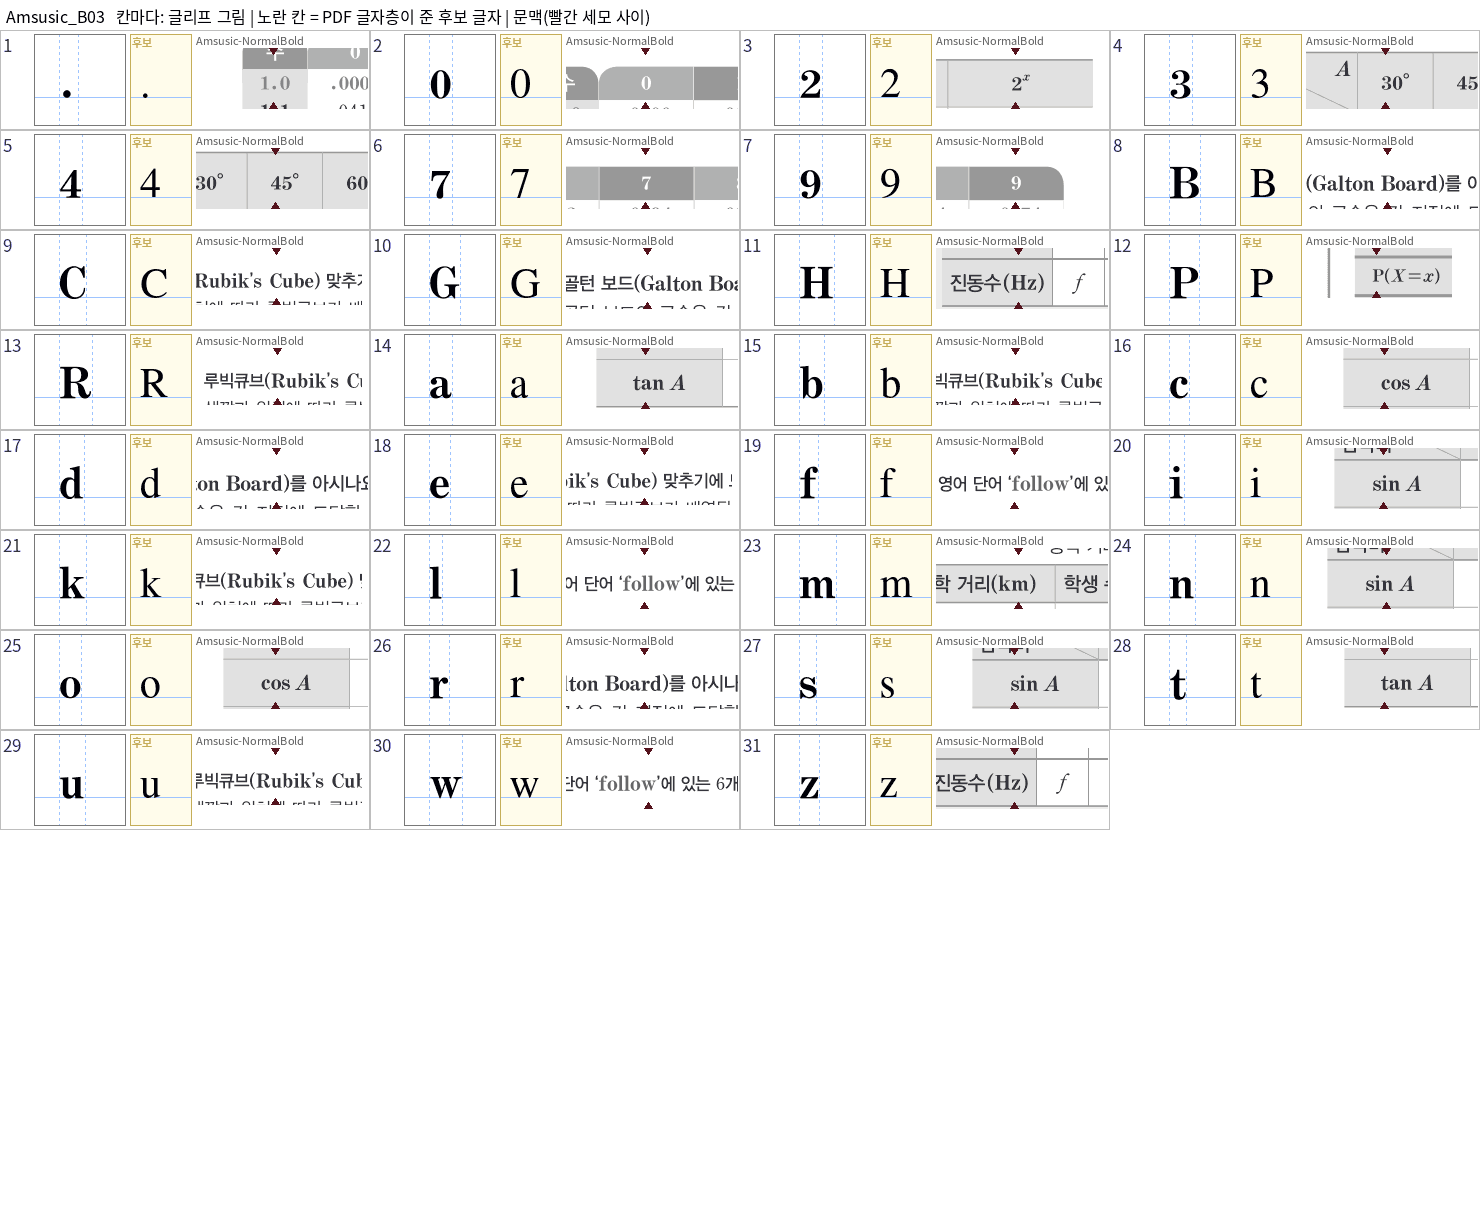 Amsusic_B03 칸마다: 글리프 그림 | 노란 칸 = PDF 글자층이 준 후보 글자 | 문맥(빨간 세모 사이)
1 . 후보 . Amsusic-NormalBold 수 0 1.0 .000
2 0 후보 0 Amsusic-NormalBold 0
3 2 후보 2 Amsusic-NormalBold 2ˣ
4 3 후보 3 Amsusic-NormalBold A 30° 45
5 4 후보 4 Amsusic-NormalBold 30° 45° 60
6 7 후보 7 Amsusic-NormalBold 7
7 9 후보 9 Amsusic-NormalBold 9
8 B 후보 B Amsusic-NormalBold (Galton Board)를
9 C 후보 C Amsusic-NormalBold Rubik's Cube) 맞추
10 G 후보 G Amsusic-NormalBold 골턴 보드(Galton Boa
11 H 후보 H Amsusic-NormalBold 진동수(Hz) f
12 P 후보 P Amsusic-NormalBold P(X=x)
13 R 후보 R Amsusic-NormalBold 루빅큐브(Rubik's Cu
14 a 후보 a Amsusic-NormalBold tan A
15 b 후보 b Amsusic-NormalBold 빅큐브(Rubik's Cube
16 c 후보 c Amsusic-NormalBold cos A
17 d 후보 d Amsusic-NormalBold on Board)를 아시나요
18 e 후보 e Amsusic-NormalBold ik's Cube) 맞추기에
19 f 후보 f Amsusic-NormalBold 영어 단어 ‘follow’에 있
20 i 후보 i Amsusic-NormalBold sin A
21 k 후보 k Amsusic-NormalBold 큐브(Rubik's Cube)
22 l 후보 l Amsusic-NormalBold 어 단어 ‘follow’에 있는
23 m 후보 m Amsusic-NormalBold 학 거리(km) 학생
24 n 후보 n Amsusic-NormalBold sin A
25 o 후보 o Amsusic-NormalBold cos A
26 r 후보 r Amsusic-NormalBold lton Board)를 아시나
27 s 후보 s Amsusic-NormalBold sin A
28 t 후보 t Amsusic-NormalBold tan A
29 u 후보 u Amsusic-NormalBold 루빅큐브(Rubik's Cub
30 w 후보 w Amsusic-NormalBold 단어 ‘follow’에 있는 6개
31 z 후보 z Amsusic-NormalBold 진동수(Hz) f